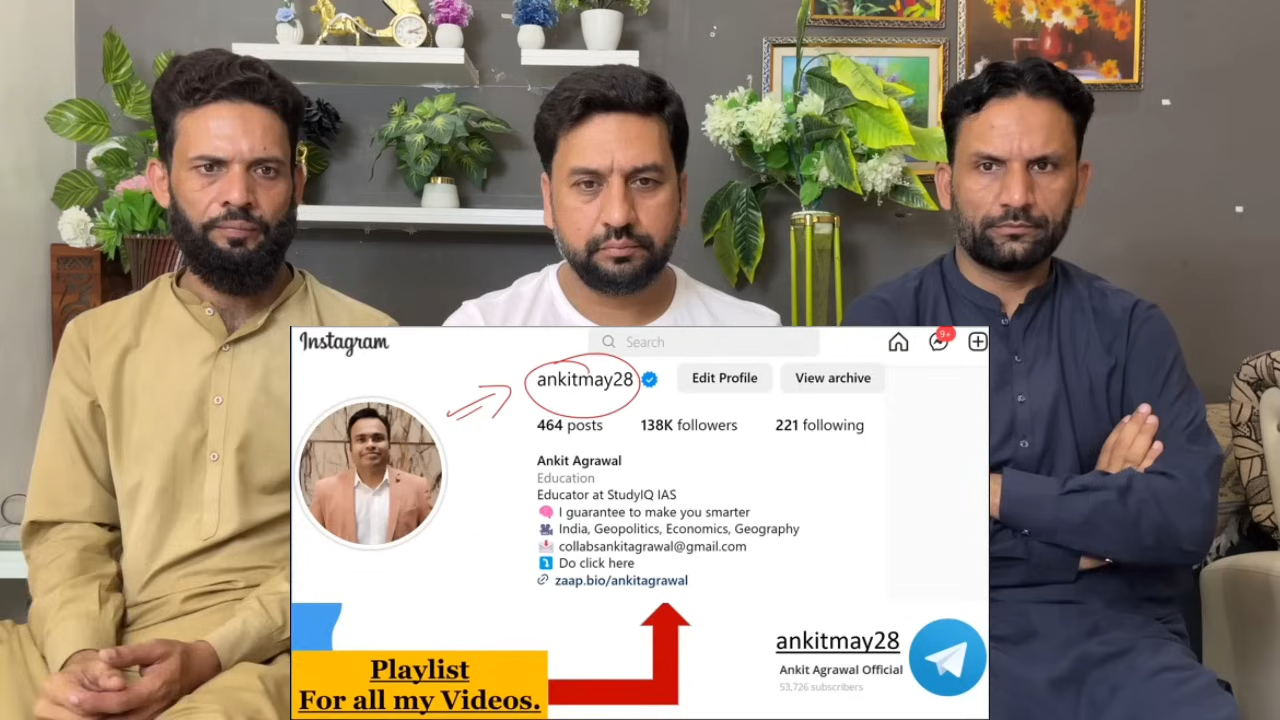 Instagram
Search
9+
ankitmay28
Edit Profile
View archive
464 posts
138K followers
221 following
Ankit Agrawal
Education
Educator at StudyIQ IAS
I guarantee to make you smarter
India, Geopolitics, Economics, Geography
collabsankitagrawal@gmail.com
Do click here
zaap.bio/ankitagrawal
Playlist
For all my Videos.
ankitmay28
Ankit Agrawal Official
53,726 subscribers